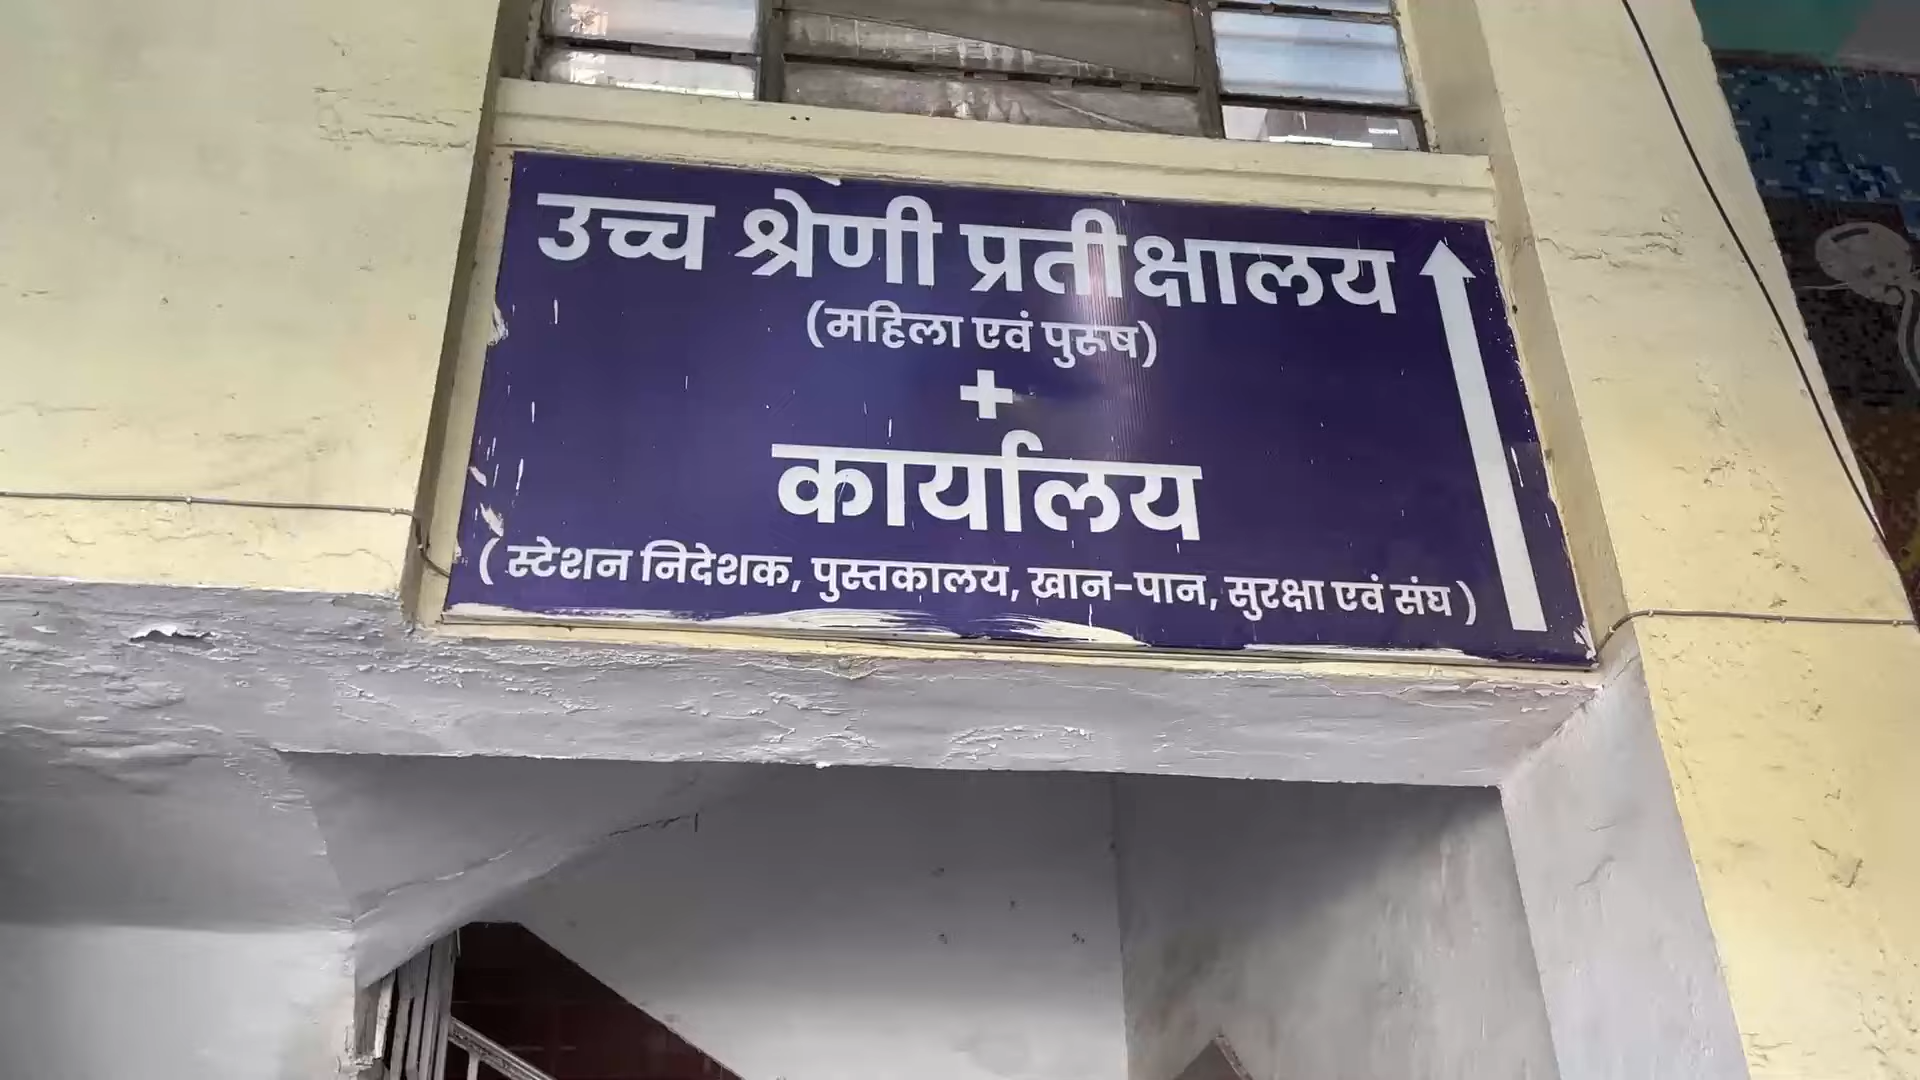 उच्च श्रेणी प्रतीक्षालय
(महिला एवं पुरूष)
+
कार्यालय
( स्टेशन निदेशक, पुस्तकालय, खान-पान, सुरक्षा एवं संघ )